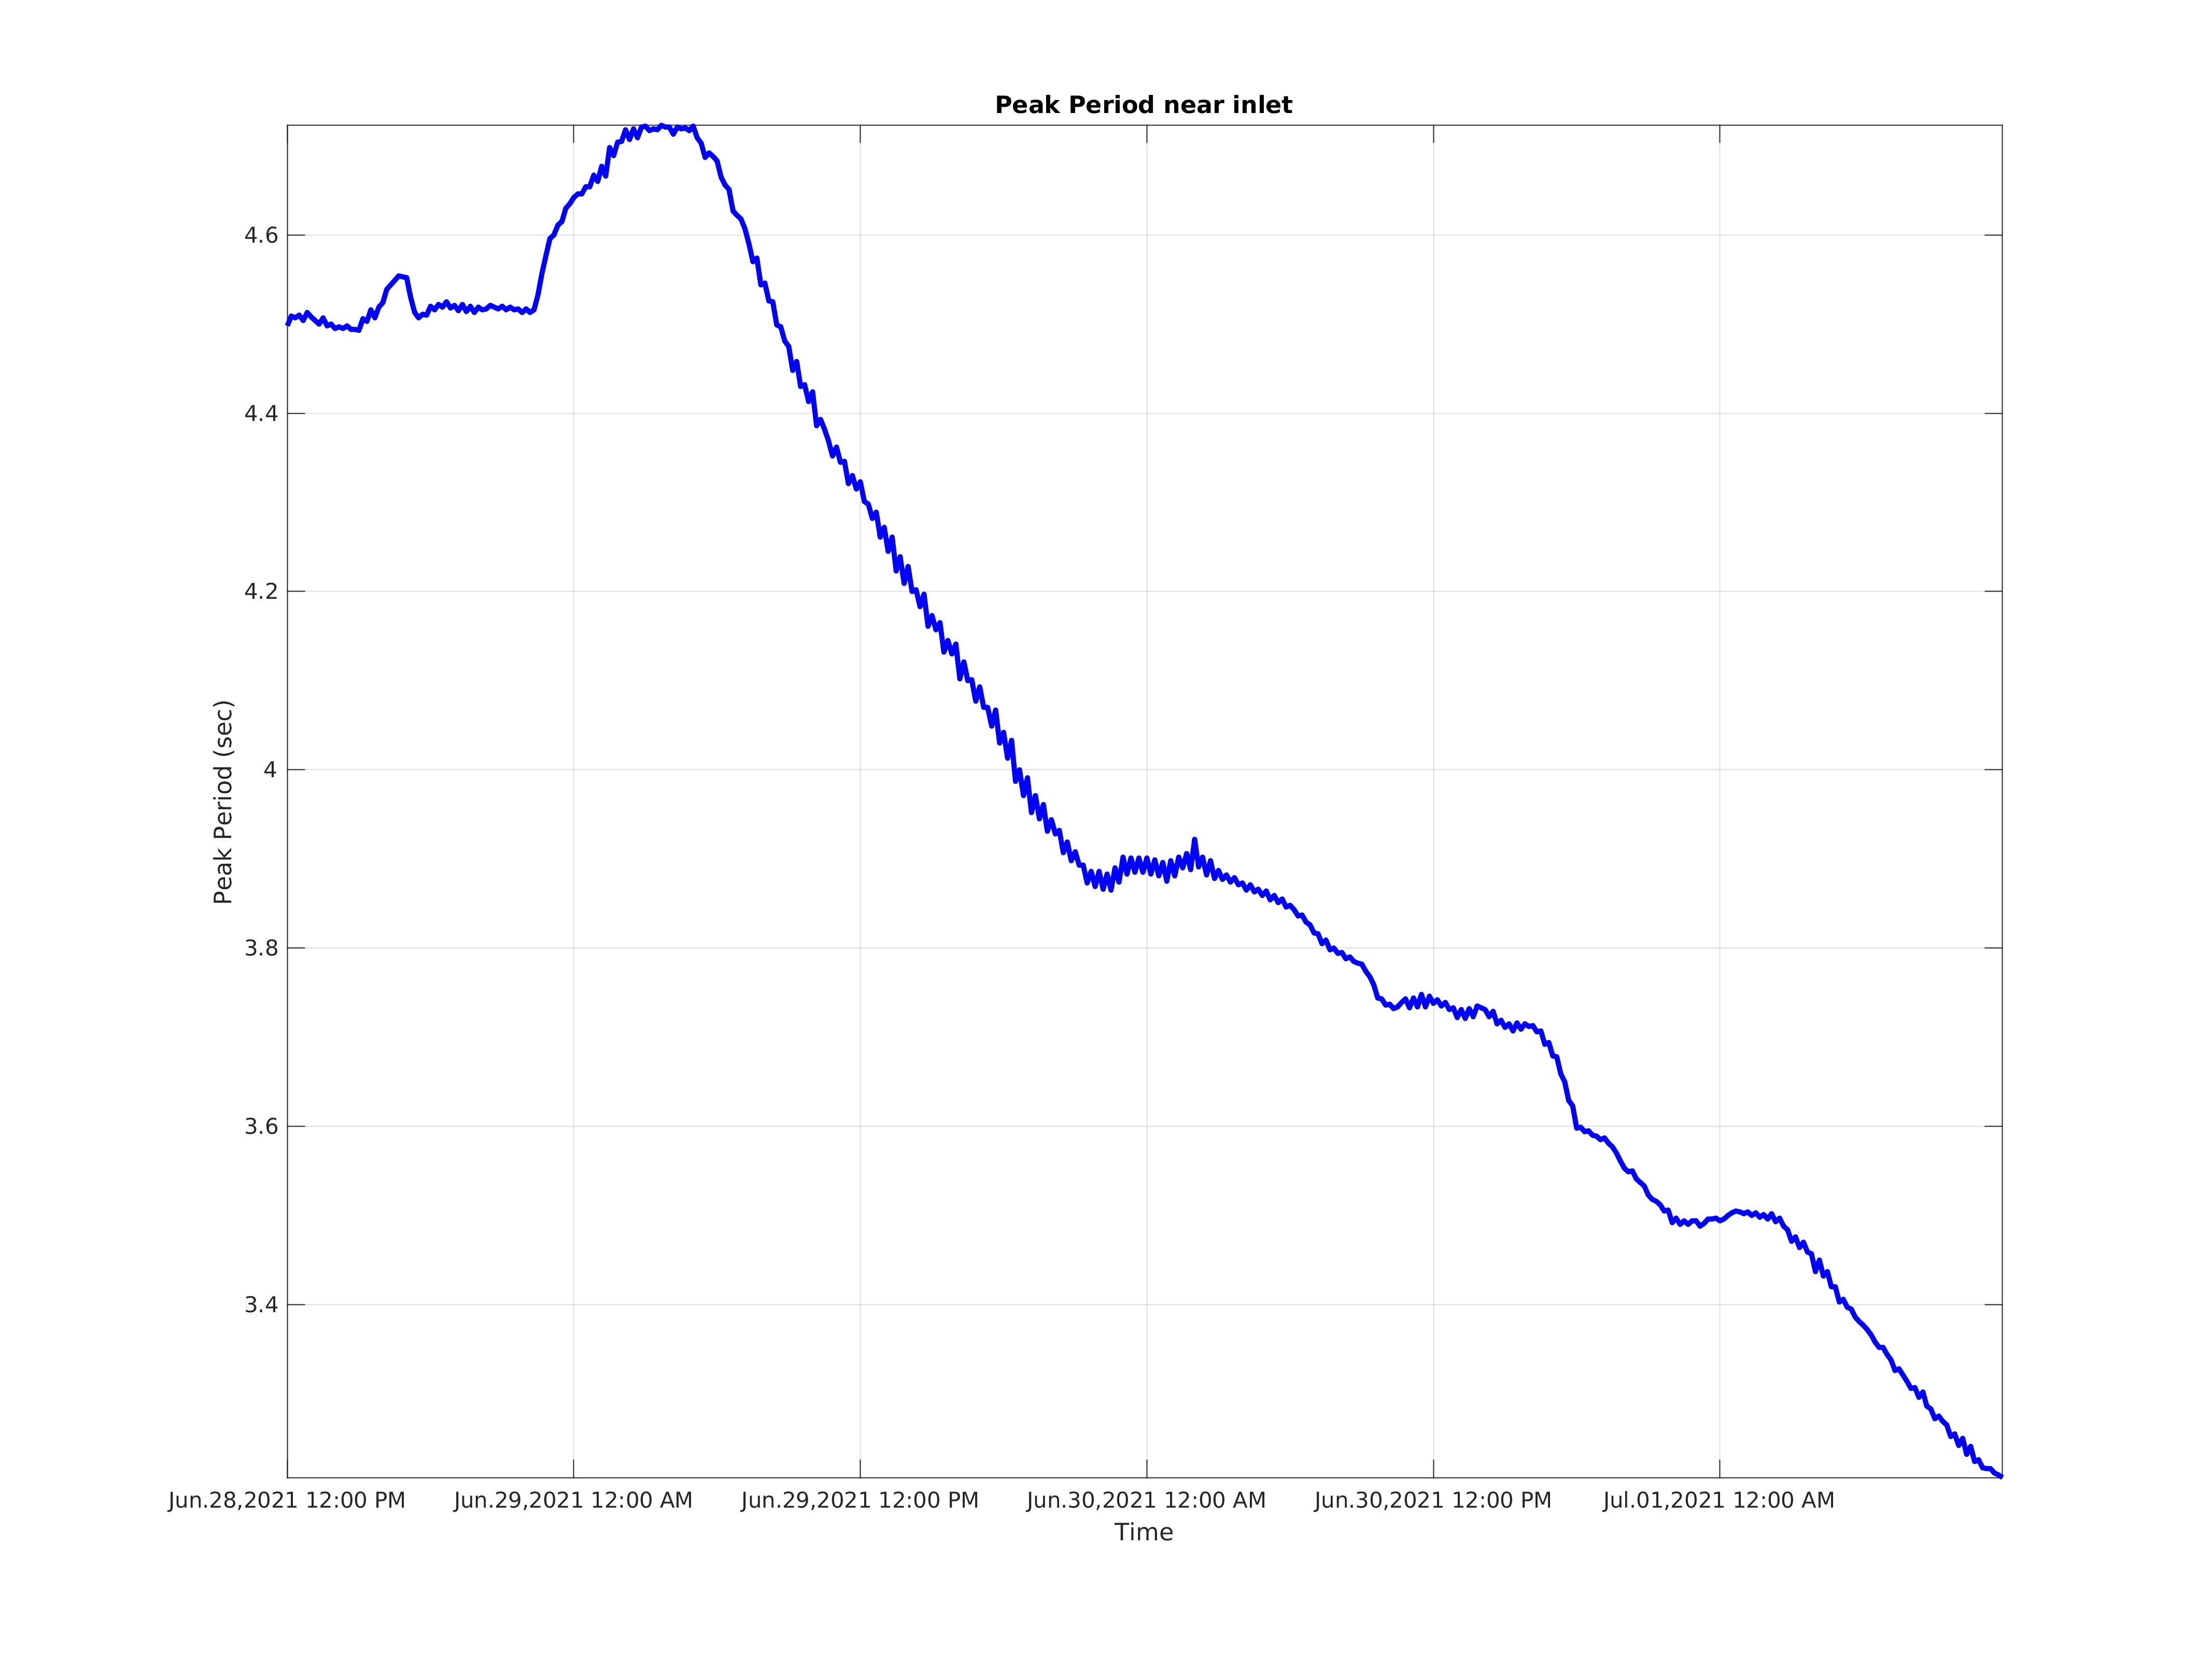 Peak Period near inlet
4.6
4.4
4.2
4
3.8
3.6
3.4
Peak Period (sec)
Jun.28,2021 12:00 PM
Jun.29,2021 12:00 AM
Jun.29,2021 12:00 PM
Jun.30,2021 12:00 AM
Jun.30,2021 12:00 PM
Jul.01,2021 12:00 AM
Time